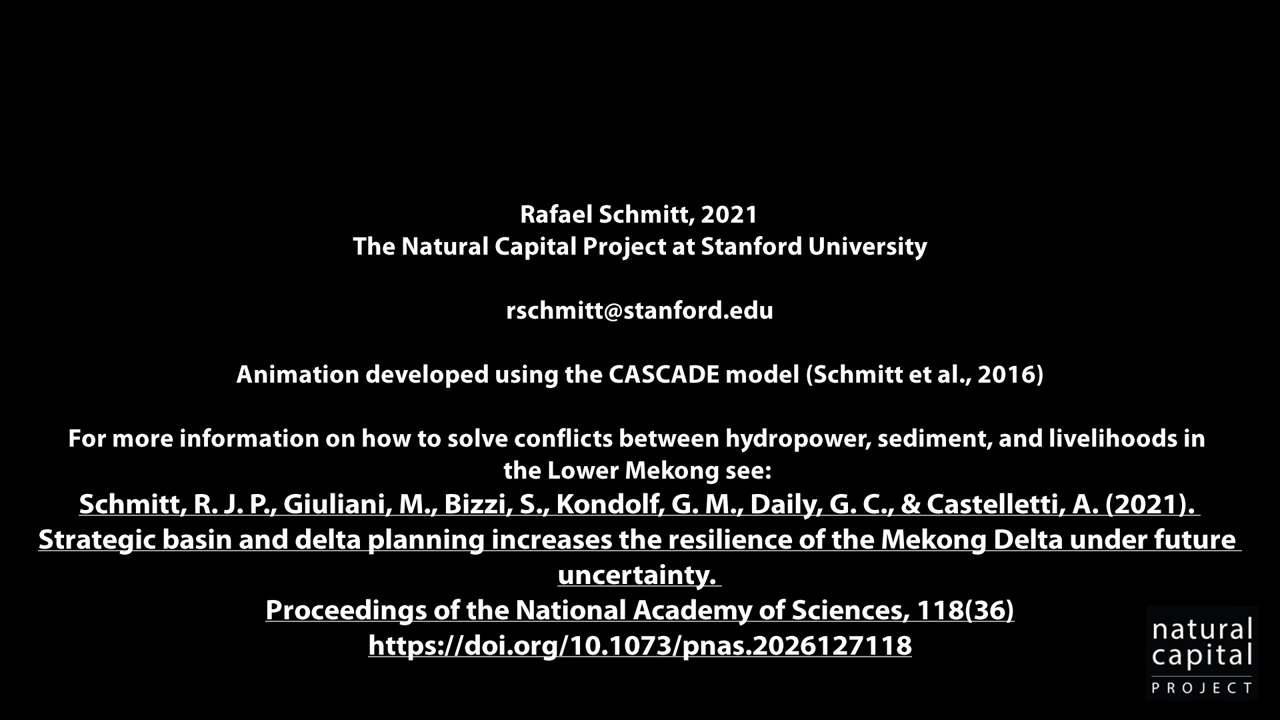 Rafael Schmitt, 2021
The Natural Capital Project at Stanford University
rschmitt@stanford.edu
Animation developed using the CASCADE model (Schmitt et al., 2016)
For more information on how to solve conflicts between hydropower, sediment, and livelihoods in
the Lower Mekong see:
Schmitt, R. J. P., Giuliani, M., Bizzi, S., Kondolf, G. M., Daily, G. C., & Castelletti, A. (2021).
Strategic basin and delta planning increases the resilience of the Mekong Delta under future
uncertainty.
Proceedings of the National Academy of Sciences, 118(36)
https://doi.org/10.1073/pnas.2026127118
natural
capital
PROJECT